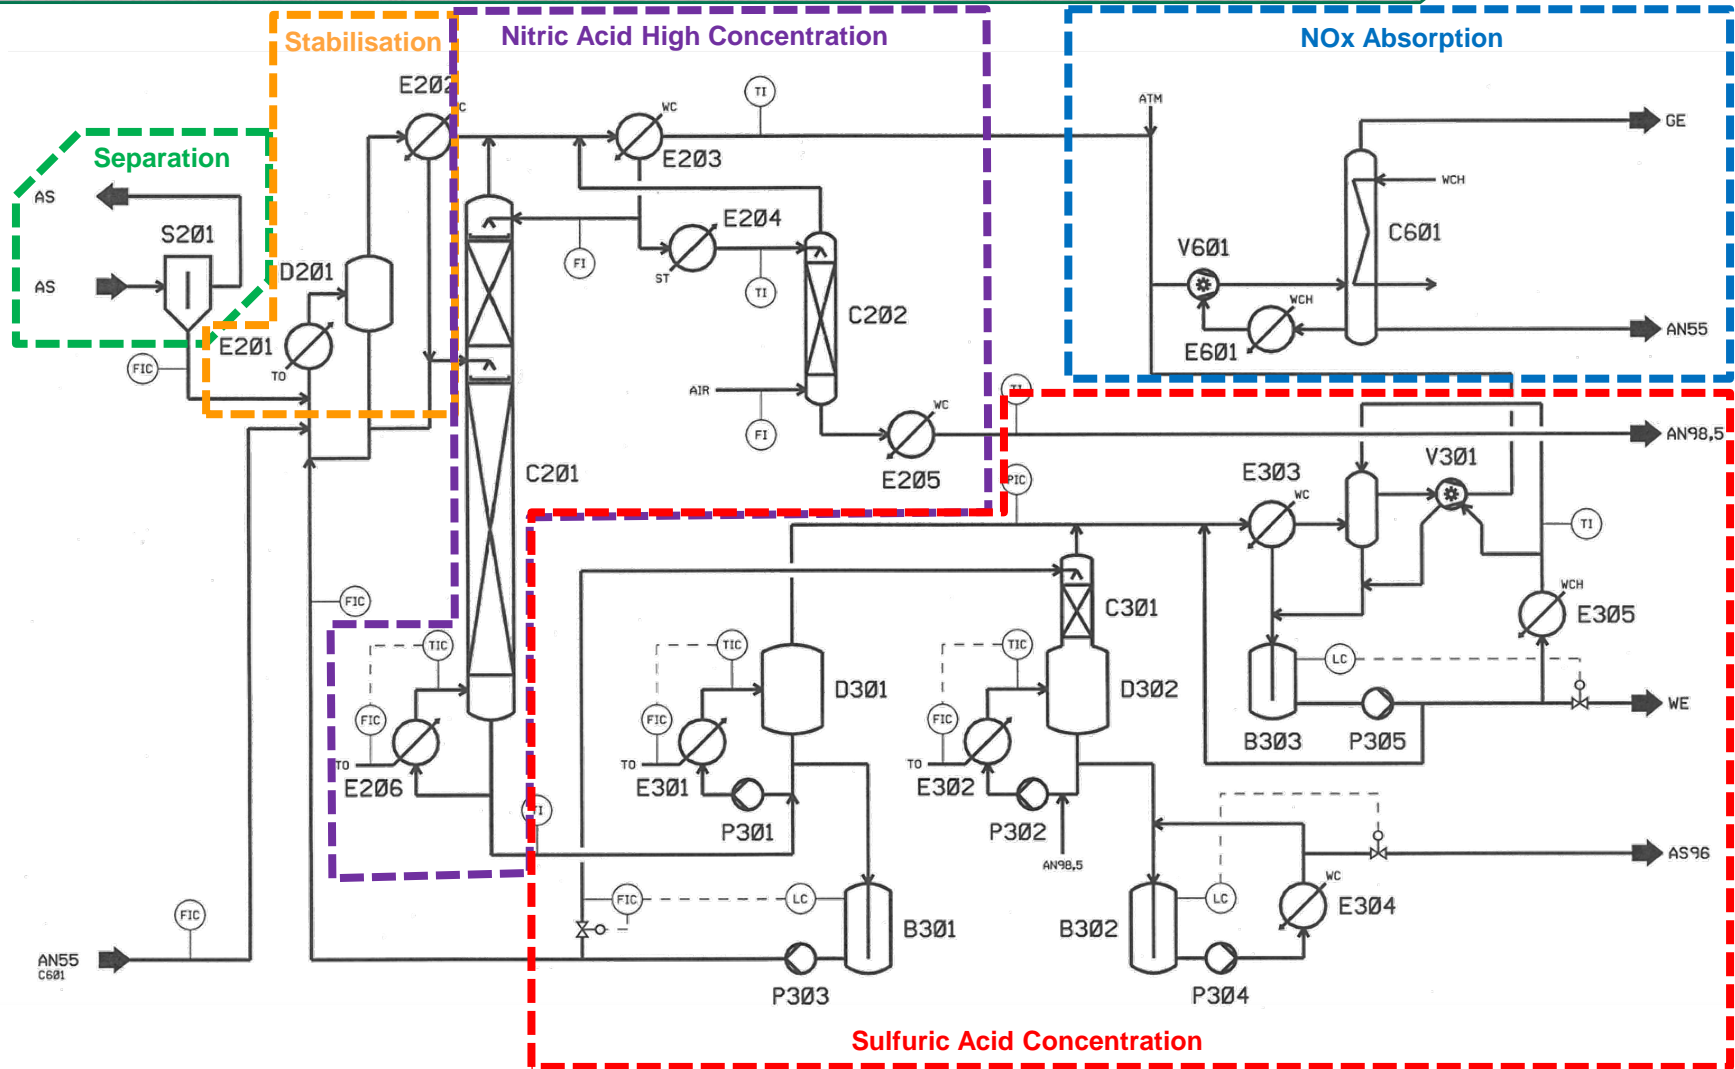 Stabilisation
Nitric Acid High Concentration
NOx Absorption
E202
C
WC
TI
ATM
GE
Separation
E203
AS
WCH
S201
E204
C601
V601
D201
FI
AS
ST
TI
WCH
C202
E201
E601
AN55
FIC
TO
AIR
TI
WC
FI
AN98,5
E205
E303
V301
C201
PIC
WC
TI
WCH
FIC
C301
E305
TIC
TIC
TIC
LC
D301
D302
FIC
FIC
FIC
WE
TO
TO
TO
B303
P305
E206
E301
E302
TI
P301
P302
AN98,5
AS96
WC
FIC
LC
LC
FIC
E304
B301
B302
AN55
C601
P303
P304
Sulfuric Acid Concentration